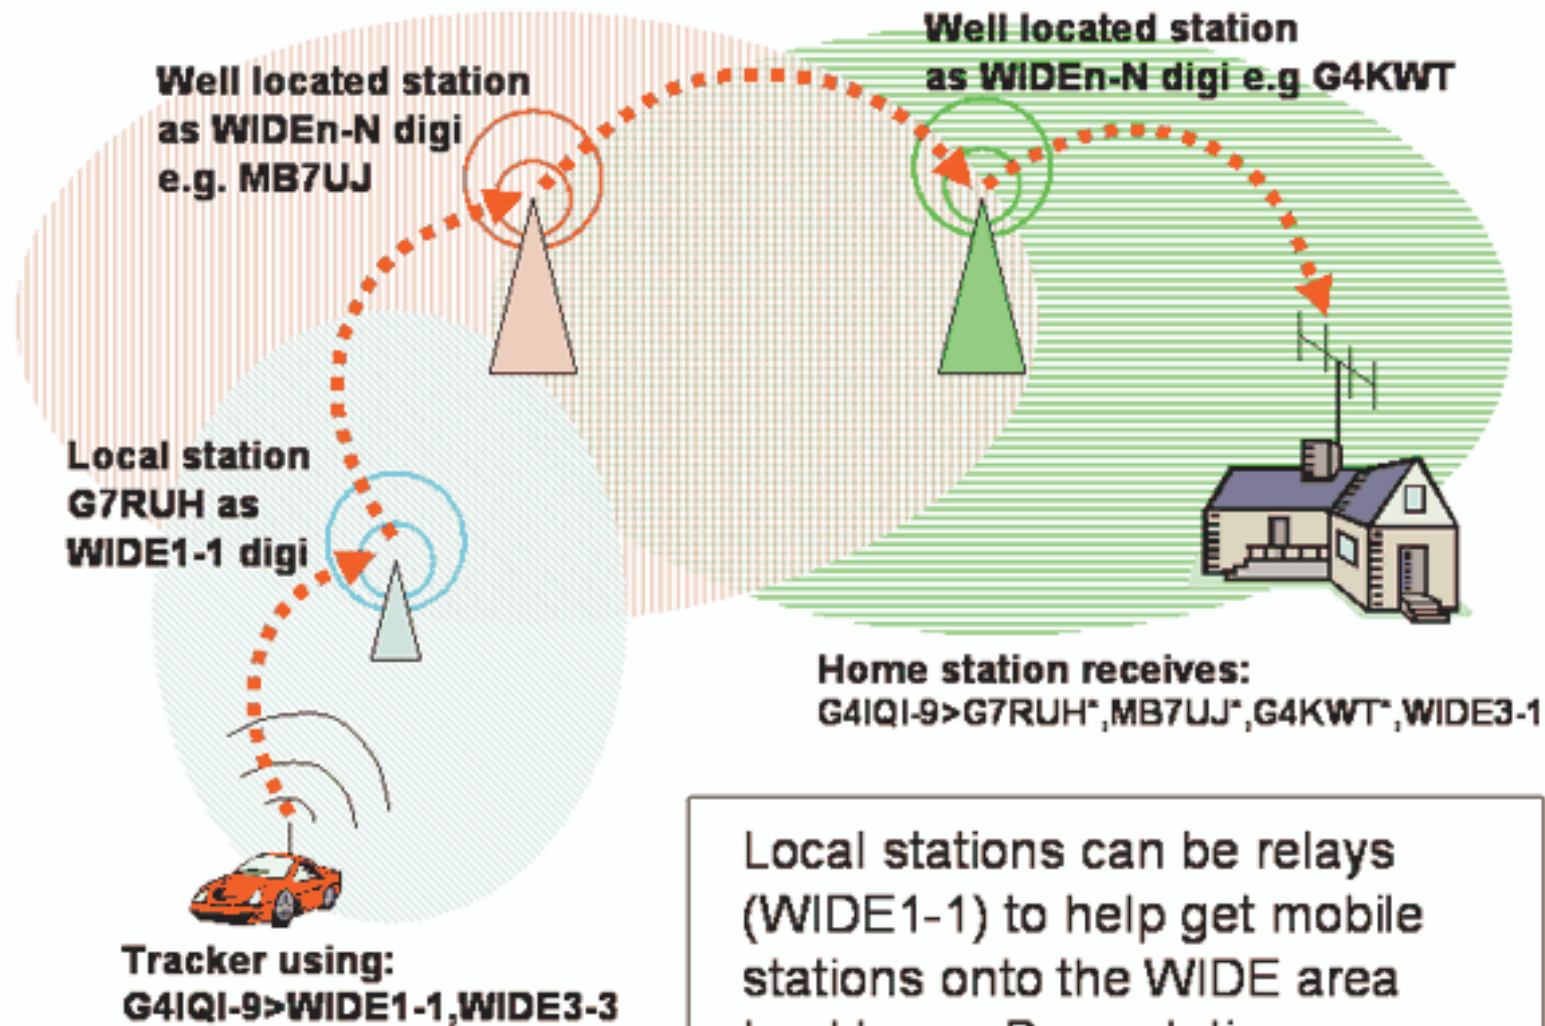 Well located station
as WIDEn-N digi
e.g. MB7UJ
Well located station
as WIDEn-N digi e.g G4KWT
Local station
G7RUH as
WIDE1-1 digi
Home station receives:
G4IQI-9>G7RUH*,MB7UJ*,G4KWT*,WIDE3-1
Tracker using:
G4IQI-9>WIDE1-1,WIDE3-3
Local stations can be relays
(WIDE1-1) to help get mobile
stations onto the WIDE area